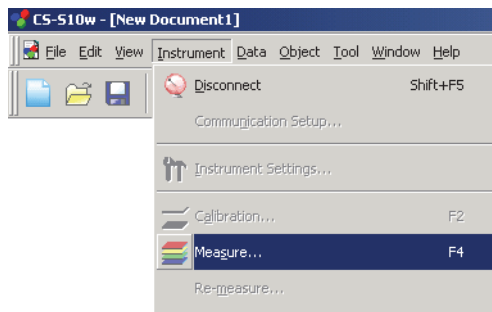 CS-S10w - [New Document1]
File Edit View Instrument Data Object Tool Window Help
Disconnect Shift+F5
Communication Setup...
Instrument Settings...
Calibration... F2
Measure... F4
Re-measure...